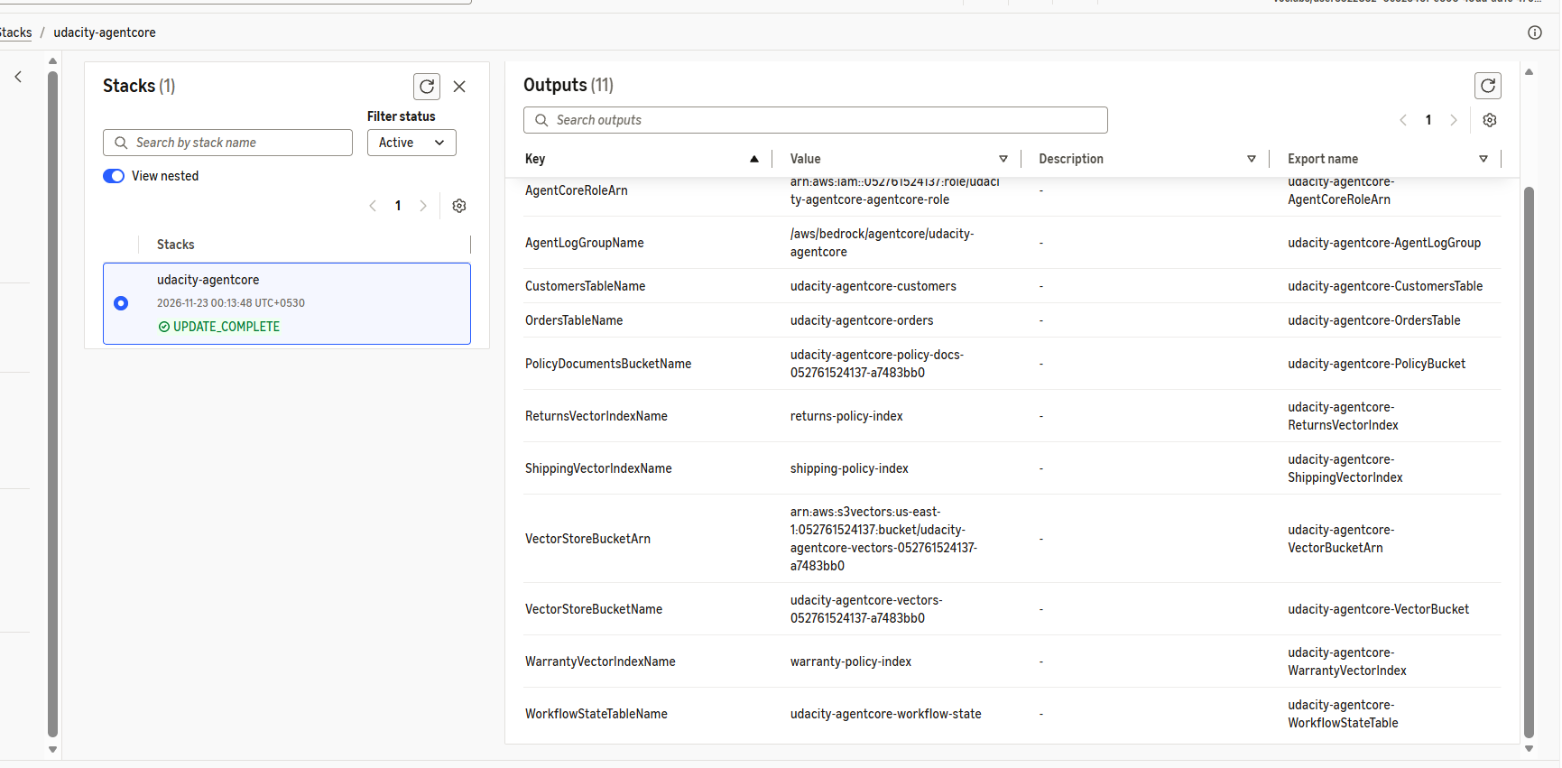 Stacks / udacity-agentcore
Stacks (1)
Filter status
Search by stack name
Active
View nested
1
Stacks
udacity-agentcore
2026-11-23 00:13:48 UTC+0530
UPDATE_COMPLETE
Outputs (11)
Search outputs
1
Key Value Description Export name
AgentCoreRoleArn
arn:aws:iam::052761524137:role/udaci
ty-agentcore-agentcore-role
-
udacity-agentcore-
AgentCoreRoleArn
AgentLogGroupName
/aws/bedrock/agentcore/udacity-
agentcore
-
udacity-agentcore-AgentLogGroup
CustomersTableName
udacity-agentcore-customers
-
udacity-agentcore-CustomersTable
OrdersTableName
udacity-agentcore-orders
-
udacity-agentcore-OrdersTable
PolicyDocumentsBucketName
udacity-agentcore-policy-docs-
052761524137-a7483bb0
-
udacity-agentcore-PolicyBucket
ReturnsVectorIndexName
returns-policy-index
-
udacity-agentcore-
ReturnsVectorIndex
ShippingVectorIndexName
shipping-policy-index
-
udacity-agentcore-
ShippingVectorIndex
VectorStoreBucketArn
arn:aws:s3vectors:us-east-
1:052761524137:bucket/udacity-
agentcore-vectors-052761524137-
a7483bb0
-
udacity-agentcore-
VectorBucketArn
VectorStoreBucketName
udacity-agentcore-vectors-
052761524137-a7483bb0
-
udacity-agentcore-VectorBucket
WarrantyVectorIndexName
warranty-policy-index
-
udacity-agentcore-
WarrantyVectorIndex
WorkflowStateTableName
udacity-agentcore-workflow-state
-
udacity-agentcore-
WorkflowStateTable